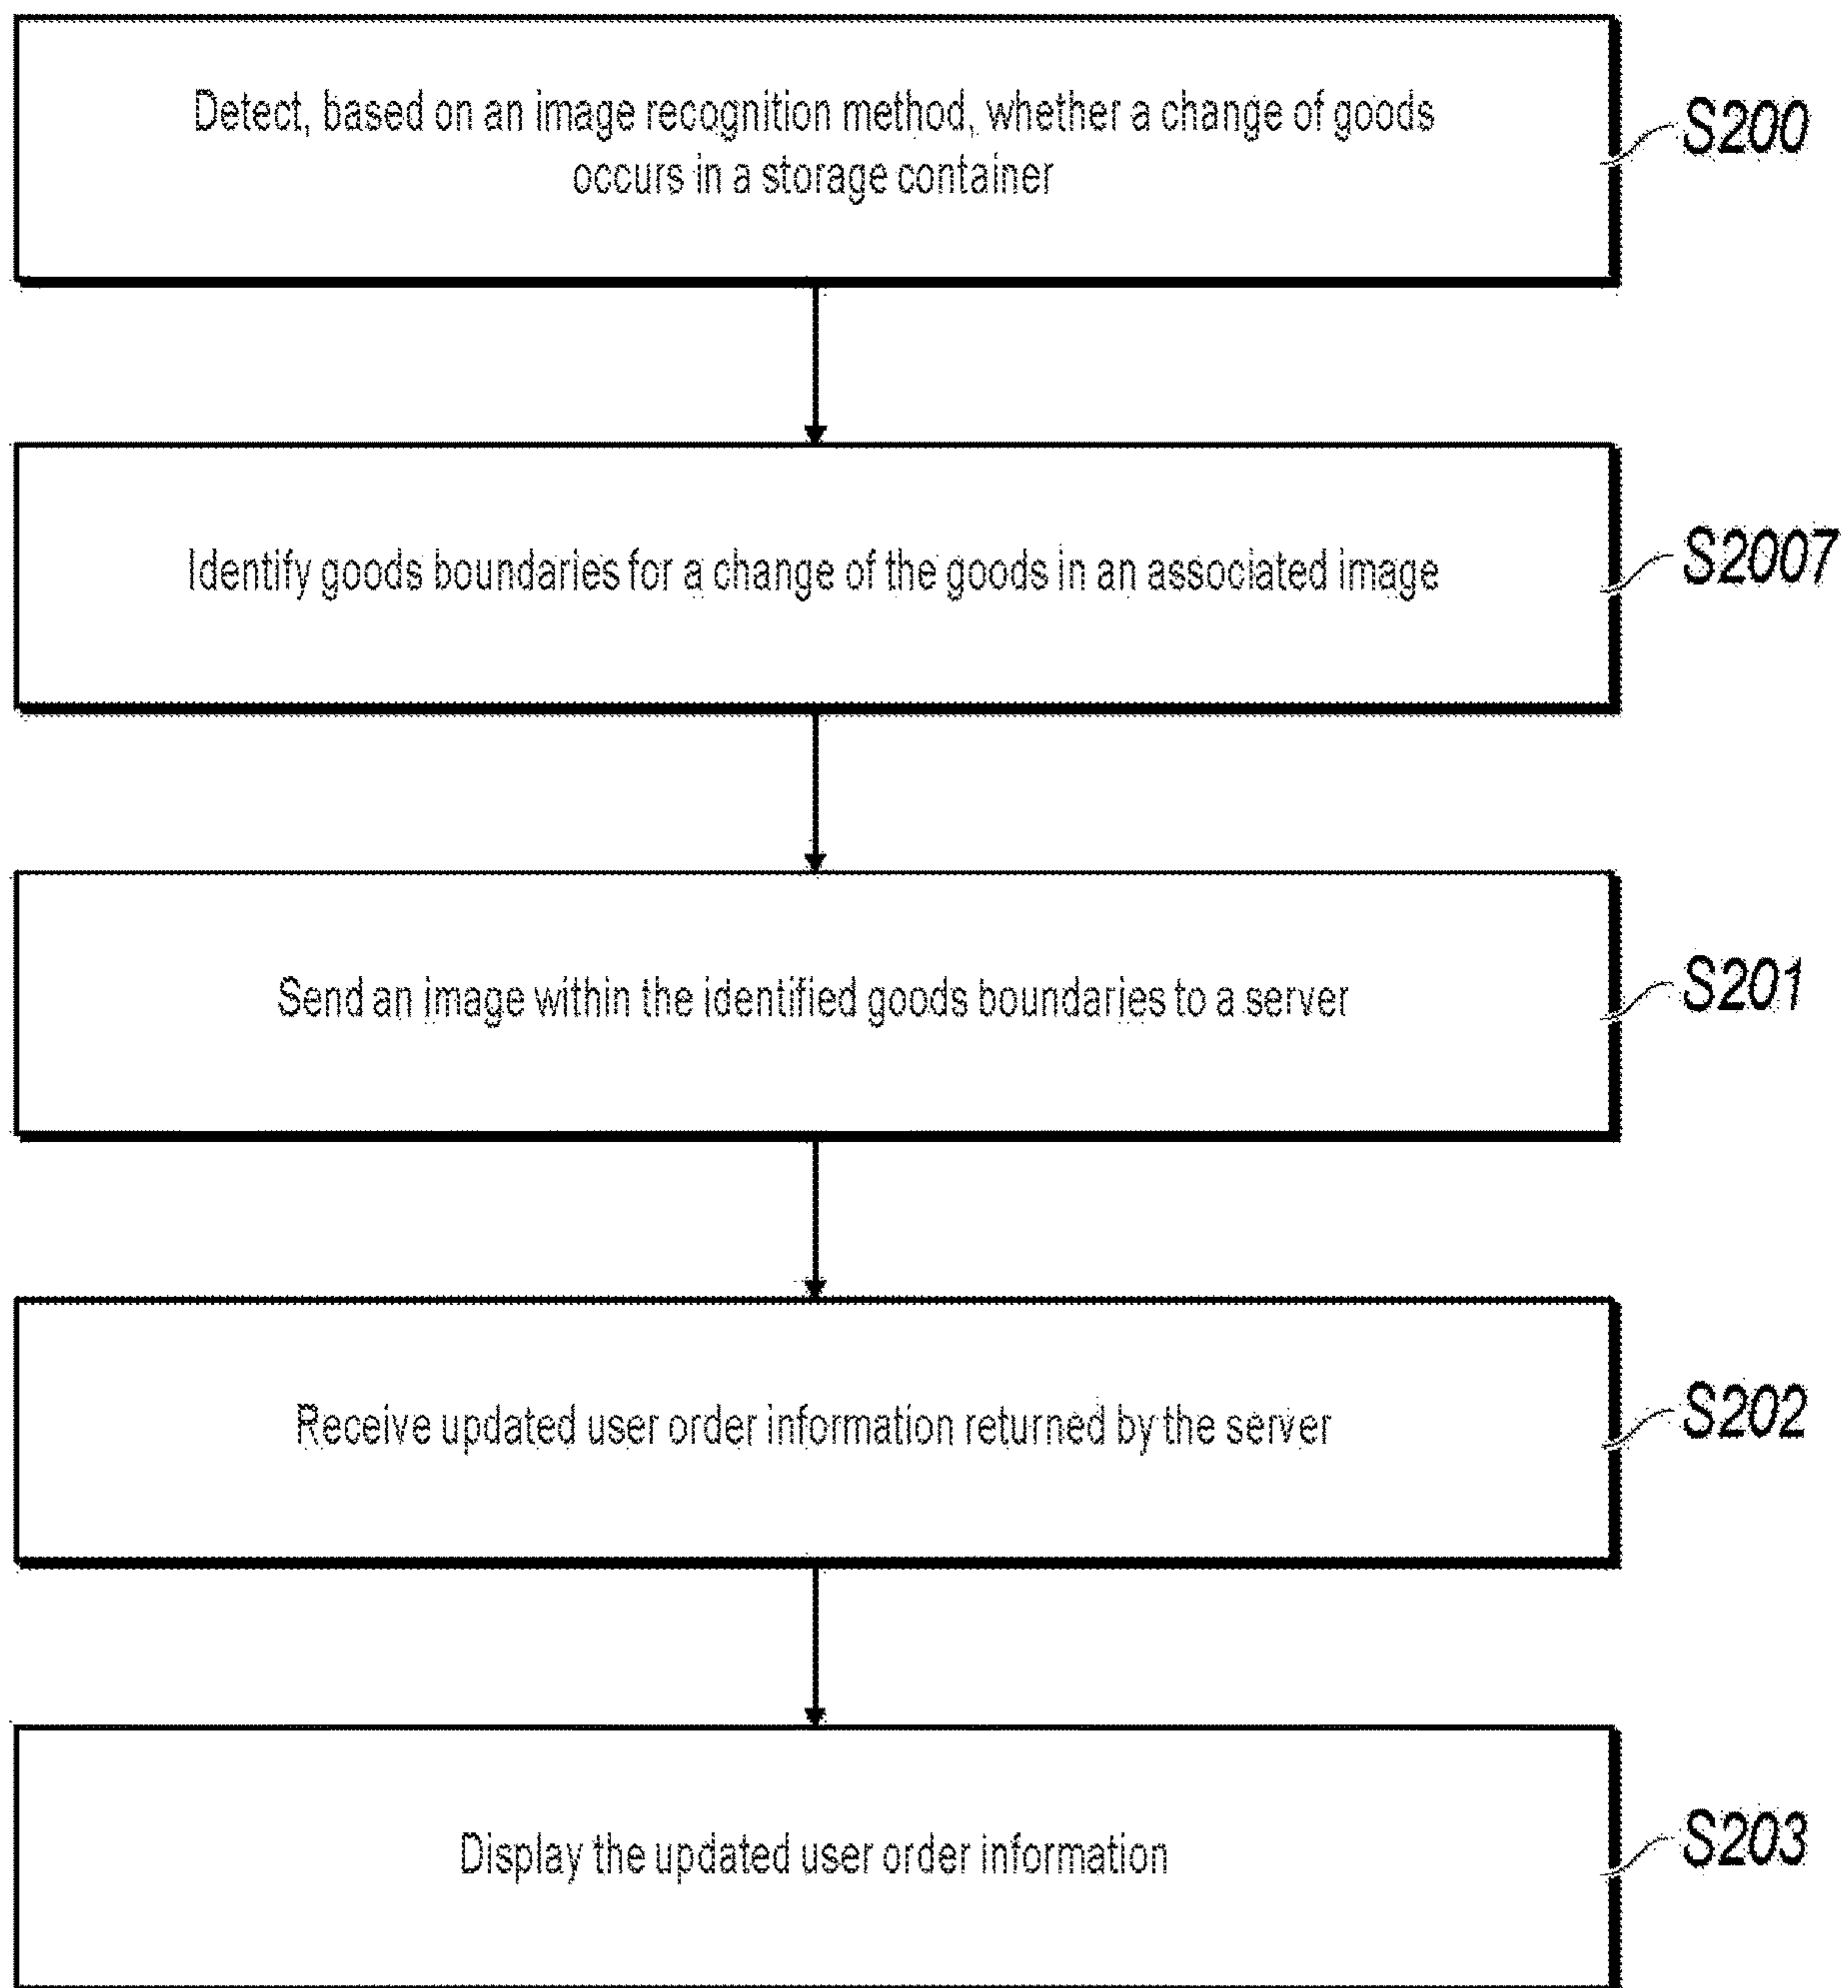 Detect, based on an image recognition method, whether a change of goods
occurs in a storage container
S200
Identify goods boundaries for a change of the goods in an associated image
S2007
Send an image within the identified goods boundaries to a server
S201
Receive updated user order information returned by the server
S202
Display the updated user order information
S203